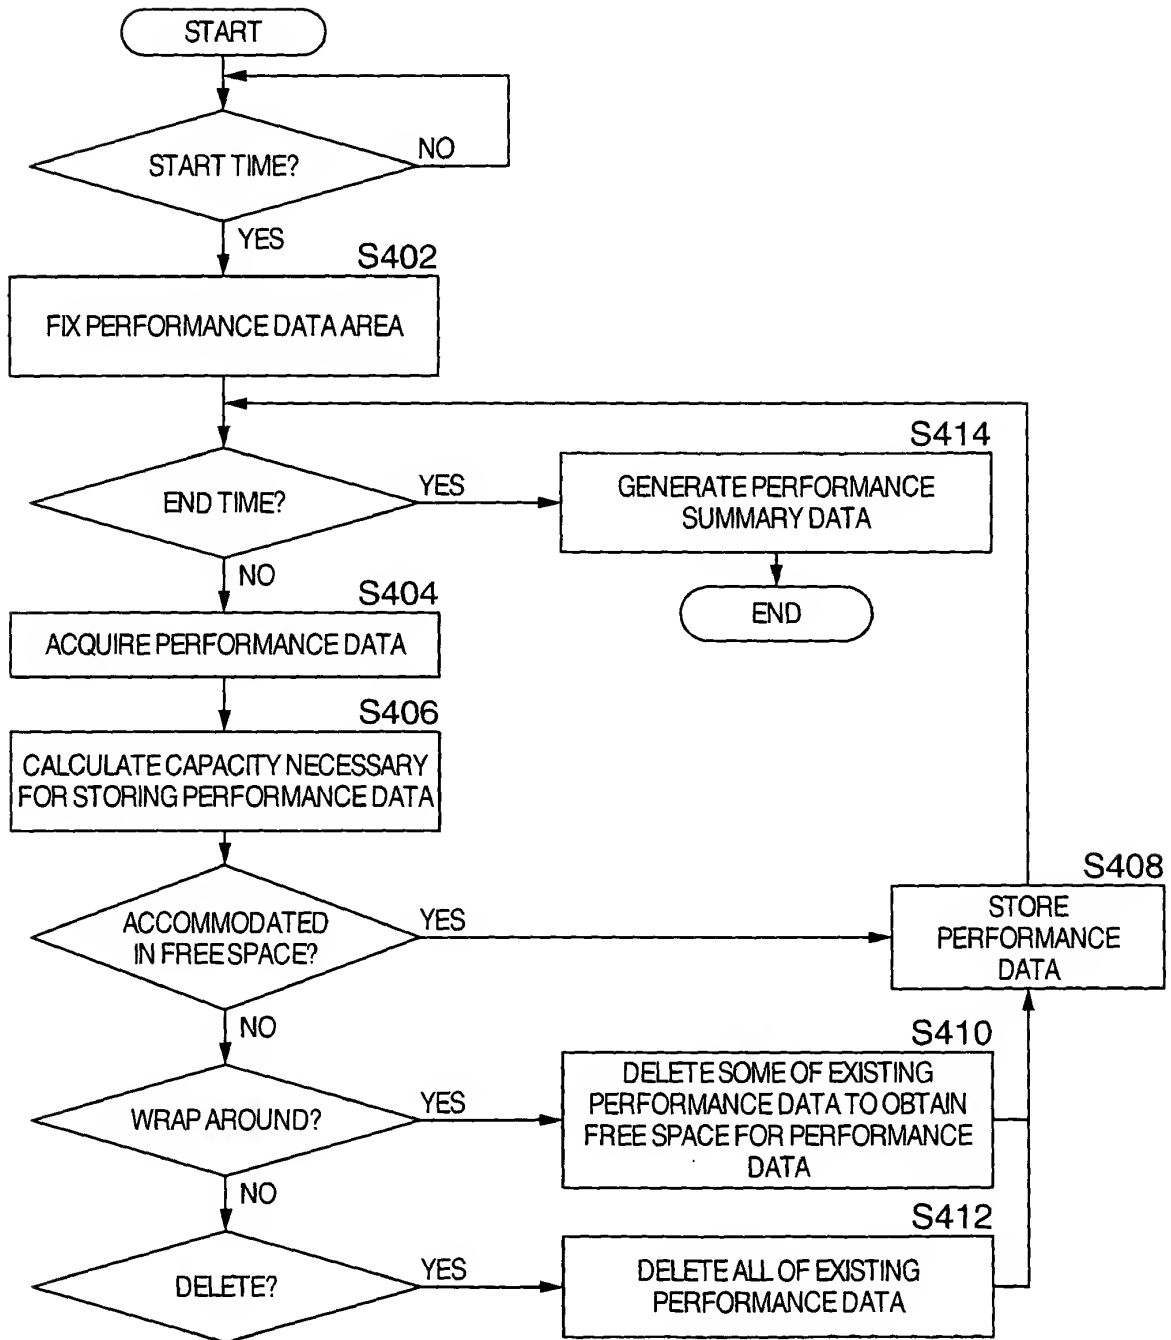 START
START TIME?
NO
YES
S402
FIX PERFORMANCE DATA AREA
S414
END TIME?
YES
GENERATE PERFORMANCE
SUMMARY DATA
NO
END
S404
ACQUIRE PERFORMANCE DATA
S406
CALCULATE CAPACITY NECESSARY
FOR STORING PERFORMANCE DATA
S408
ACCOMMODATED
IN FREE SPACE?
YES
STORE
PERFORMANCE
DATA
NO
S410
WRAP AROUND?
YES
DELETE SOME OF EXISTING
PERFORMANCE DATA TO OBTAIN
FREE SPACE FOR PERFORMANCE
DATA
NO
S412
DELETE?
YES
DELETE ALL OF EXISTING
PERFORMANCE DATA